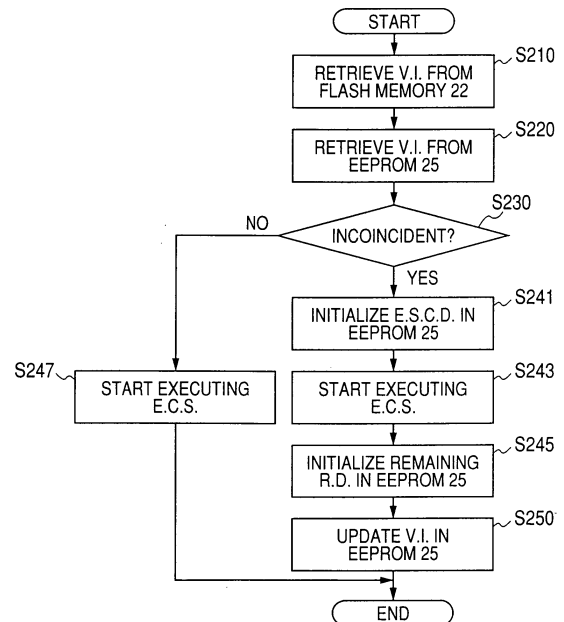 START
S210
RETRIEVE V.I. FROM
FLASH MEMORY 22
S220
RETRIEVE V.I. FROM
EEPROM 25
S230
NO
INCOINCIDENT?
YES
S241
INITIALIZE E.S.C.D. IN
EEPROM 25
S247
START EXECUTING
E.C.S.
S243
START EXECUTING
E.C.S.
S245
INITIALIZE REMAINING
R.D. IN EEPROM 25
S250
UPDATE V.I. IN
EEPROM 25
END